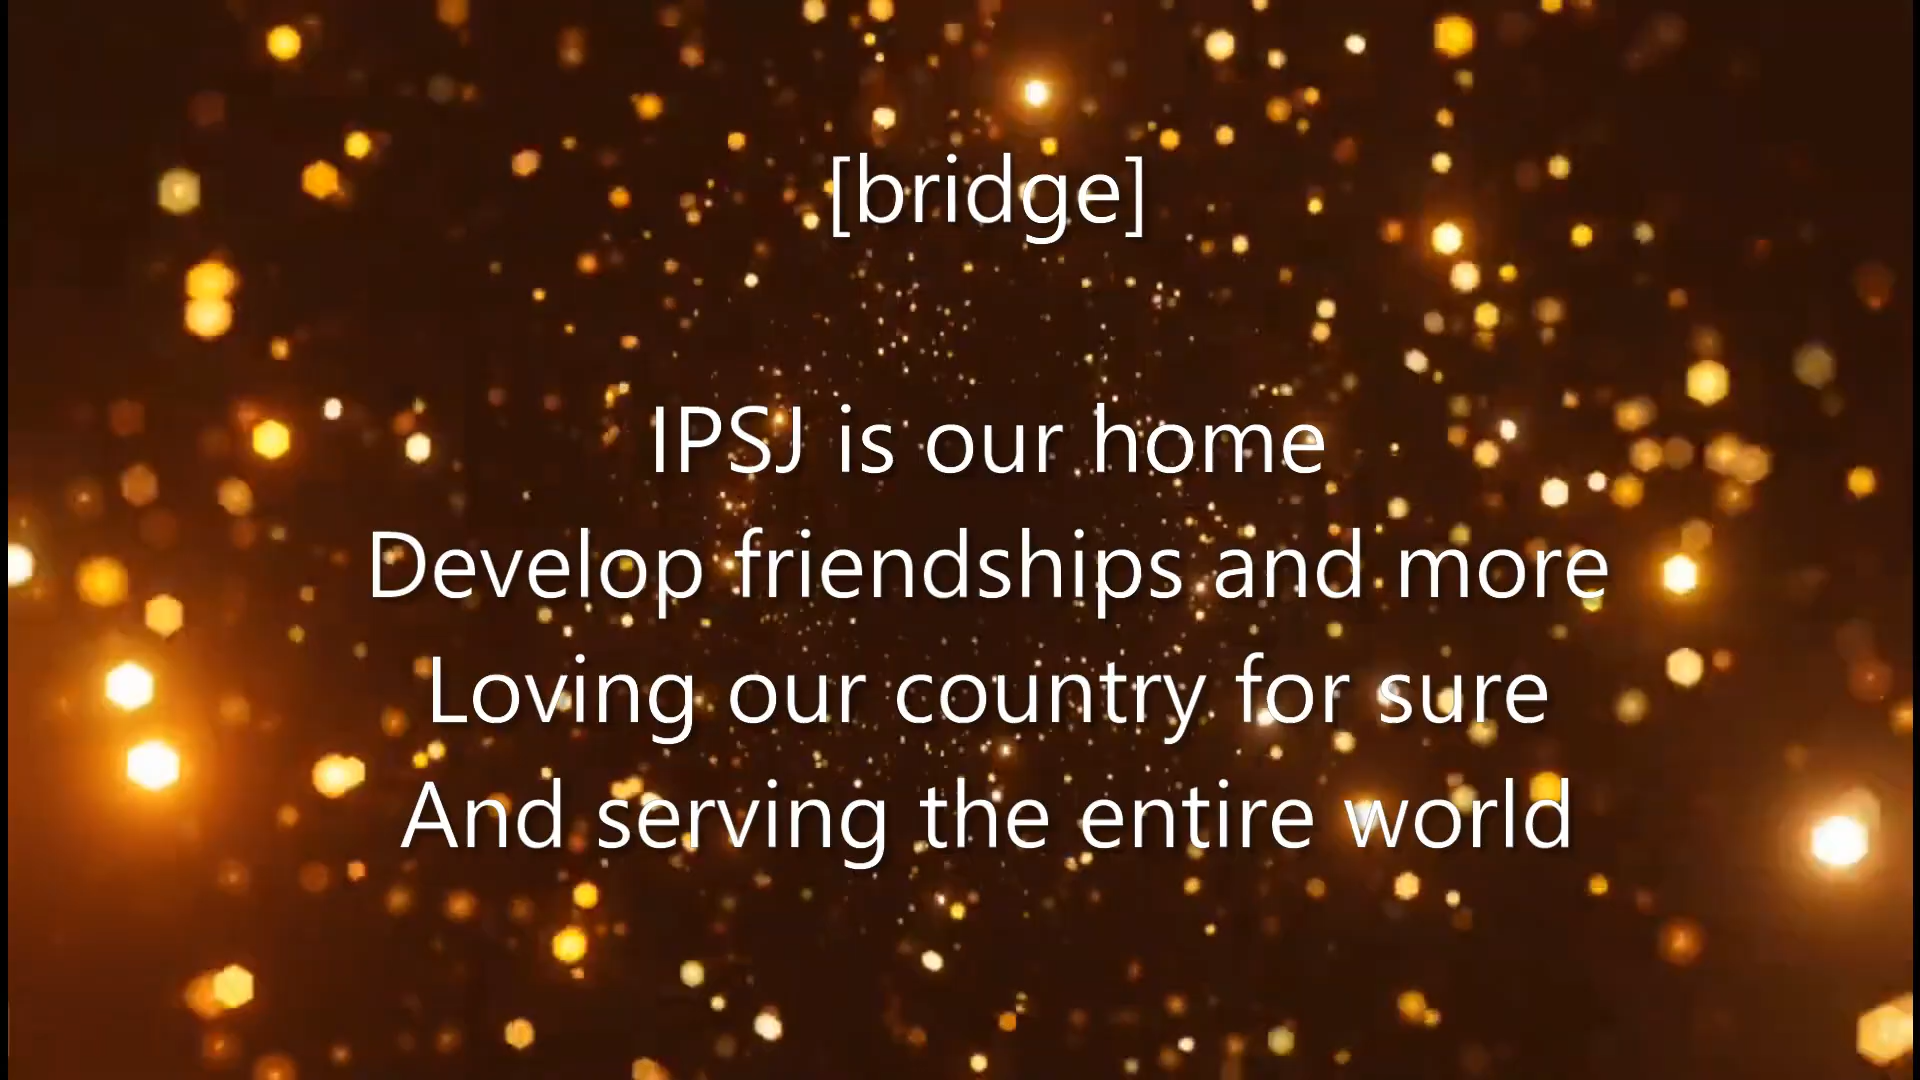 [bridge]
IPSJ is our home
Develop friendships and more
Loving our country for sure
And serving the entire world